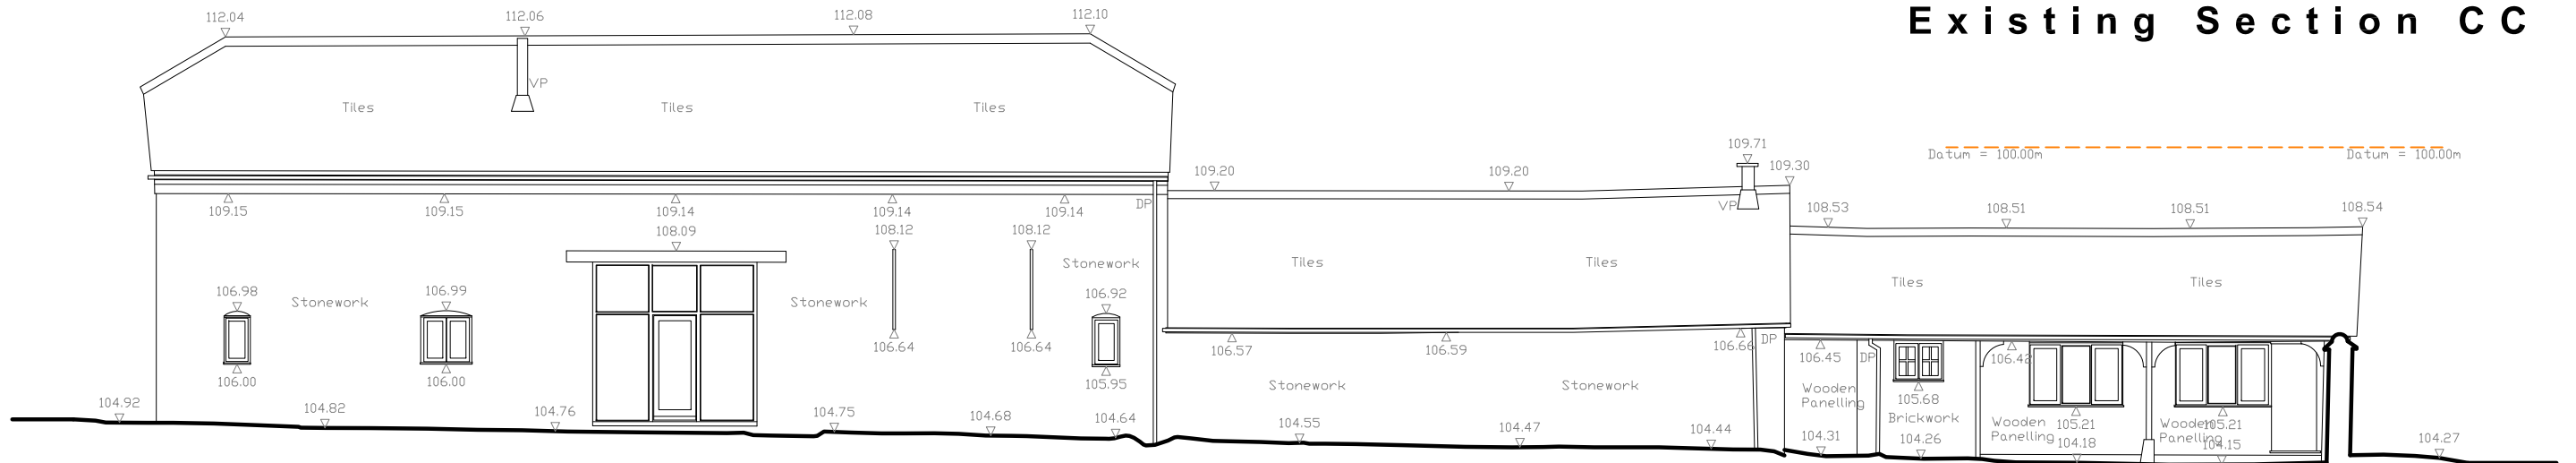 Existing Section CC
112.04
112.06
112.08
112.10
VP
Tiles
Tiles
Tiles
109.71
109.30
Datum = 100.00m
Datum = 100.00m
109.20
109.20
109.15
109.15
109.14
109.14
109.14
DP
VP
108.53
108.51
108.51
108.54
108.09
108.12
108.12
Stonework
Tiles
Tiles
Tiles
Tiles
106.98
106.99
106.92
Stonework
Stonework
106.64
106.64
106.57
106.59
106.66
DP
106.45
DP
106.42
106.00
106.00
105.95
Stonework
Stonework
Wooden
Panelling
105.68
Brickwork
105.21
105.21
Wooden
Panelling
Wooden
Panelling
104.92
104.82
104.76
104.75
104.68
104.64
104.55
104.47
104.44
104.31
104.26
104.18
104.15
104.27